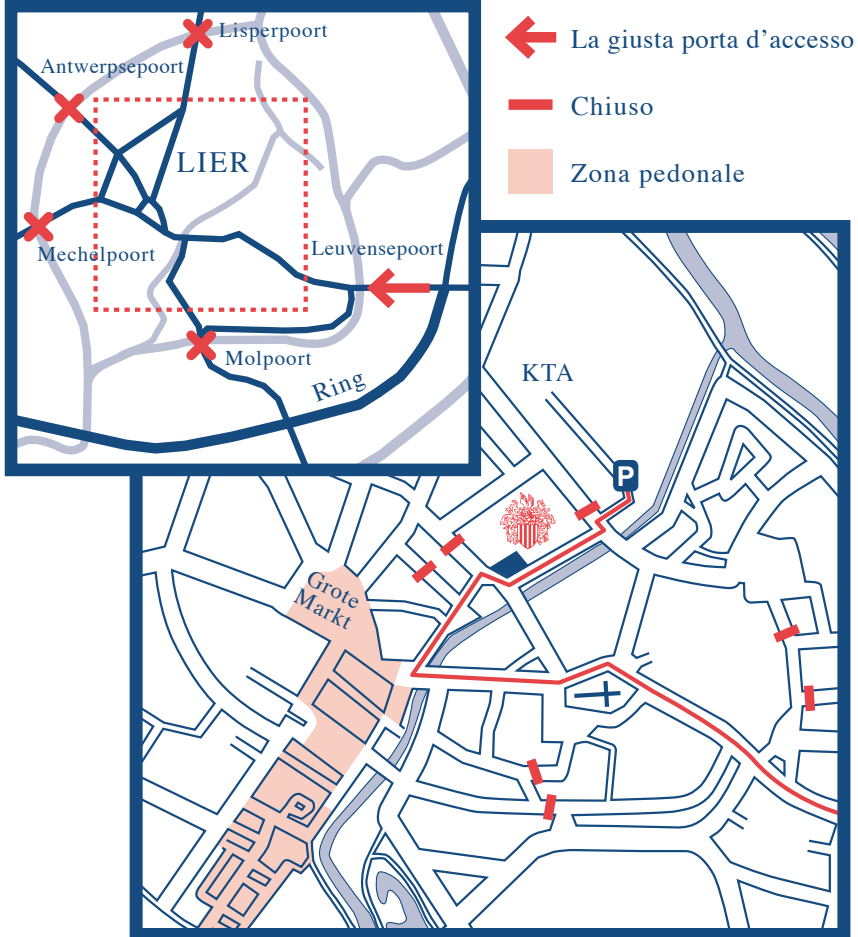 Lisperpoort
Antwerpsepoort
LIER
Mechelpoort
Leuvensepoort
Molpoort
Ring
La giusta porta d’accesso
Chiuso
Zona pedonale
KTA
P
Grote
Markt